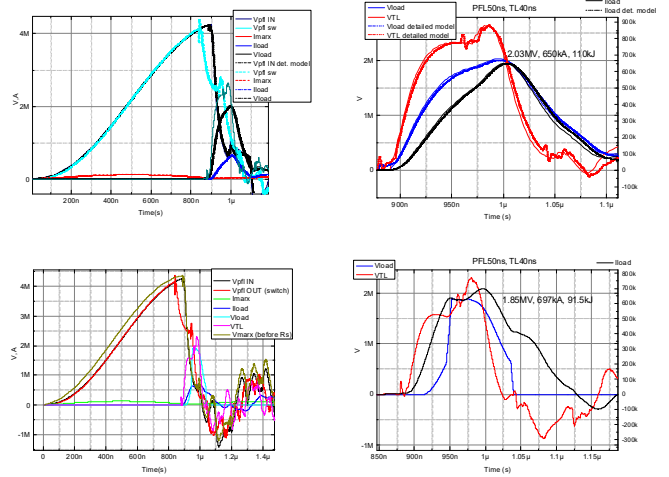 Vpfl IN
Vpfl sw
Imarx
Iload
Vload
Vpfl IN det. model
Vpfl sw
Imarx
Iload
Vload
4M
2M
0
V,A
200n
400n
600n
800n
1µ
Time(s)
PFL50ns, TL40ns
Vload
VTL
Vload detailed model
VTL detailed model
Iload
Iload det. model
2.03MV, 650kA, 110kJ
2M
0
V
900k
800k
700k
600k
500k
400k
300k
200k
100k
0
-100k
900n
950n
1µ
1.05µ
1.1µ
Time (s)
Vpfl IN
Vpfl OUT (switch)
Imarx
Iload
Vload
VTL
Vmarx (before Rs)
4M
3M
2M
1M
0
-1M
V,A
0
200n
400n
600n
800n
1µ
1.2µ
1.4µ
Time(s)
PFL50ns, TL40ns
Vload
VTL
Iload
1.85MV, 697kA, 91.5kJ
2M
0
-1M
V
800k
700k
600k
500k
400k
300k
200k
100k
0
-100k
-200k
-300k
850n
900n
950n
1µ
1.05µ
1.1µ
1.15µ
Time (s)